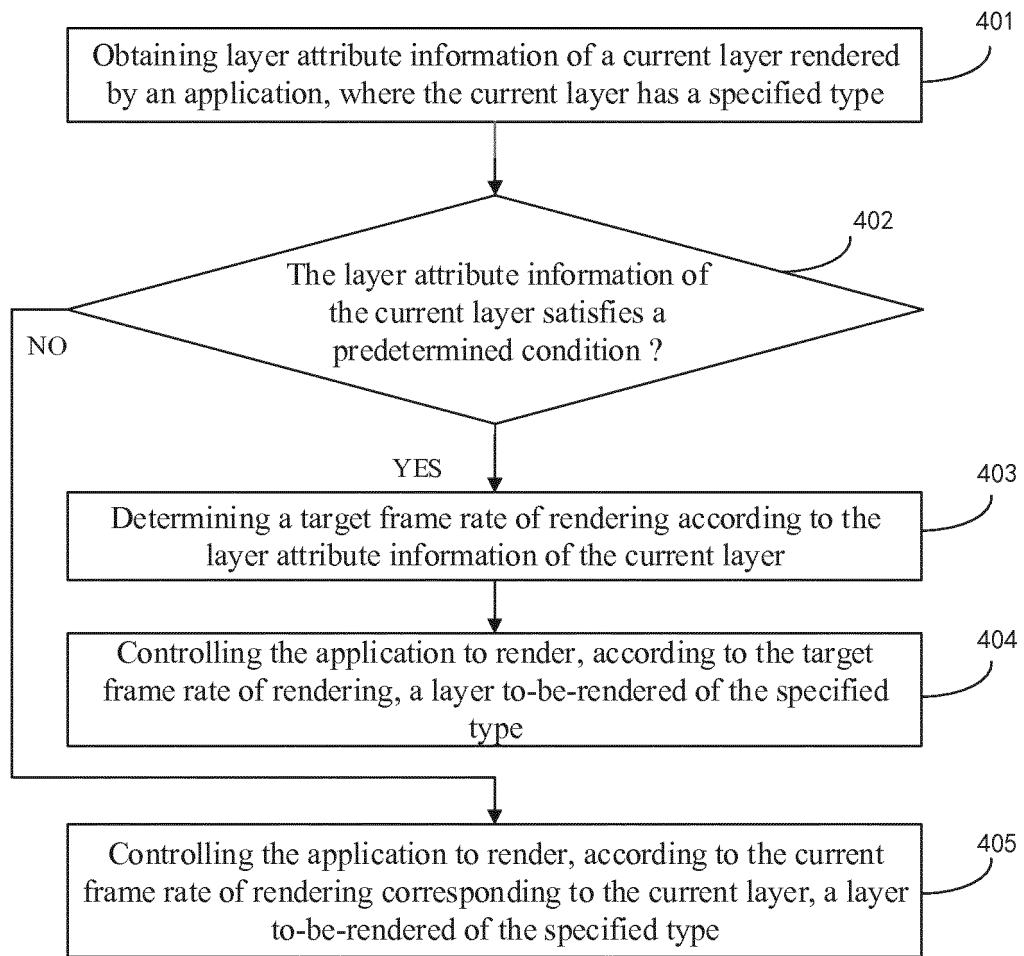 401
Obtaining layer attribute information of a current layer rendered
by an application, where the current layer has a specified type
402
The layer attribute information of
the current layer satisfies a
predetermined condition ?
NO
YES
403
Determining a target frame rate of rendering according to the
layer attribute information of the current layer
404
Controlling the application to render, according to the target
frame rate of rendering, a layer to-be-rendered of the specified
type
405
Controlling the application to render, according to the current
frame rate of rendering corresponding to the current layer, a layer
to-be-rendered of the specified type